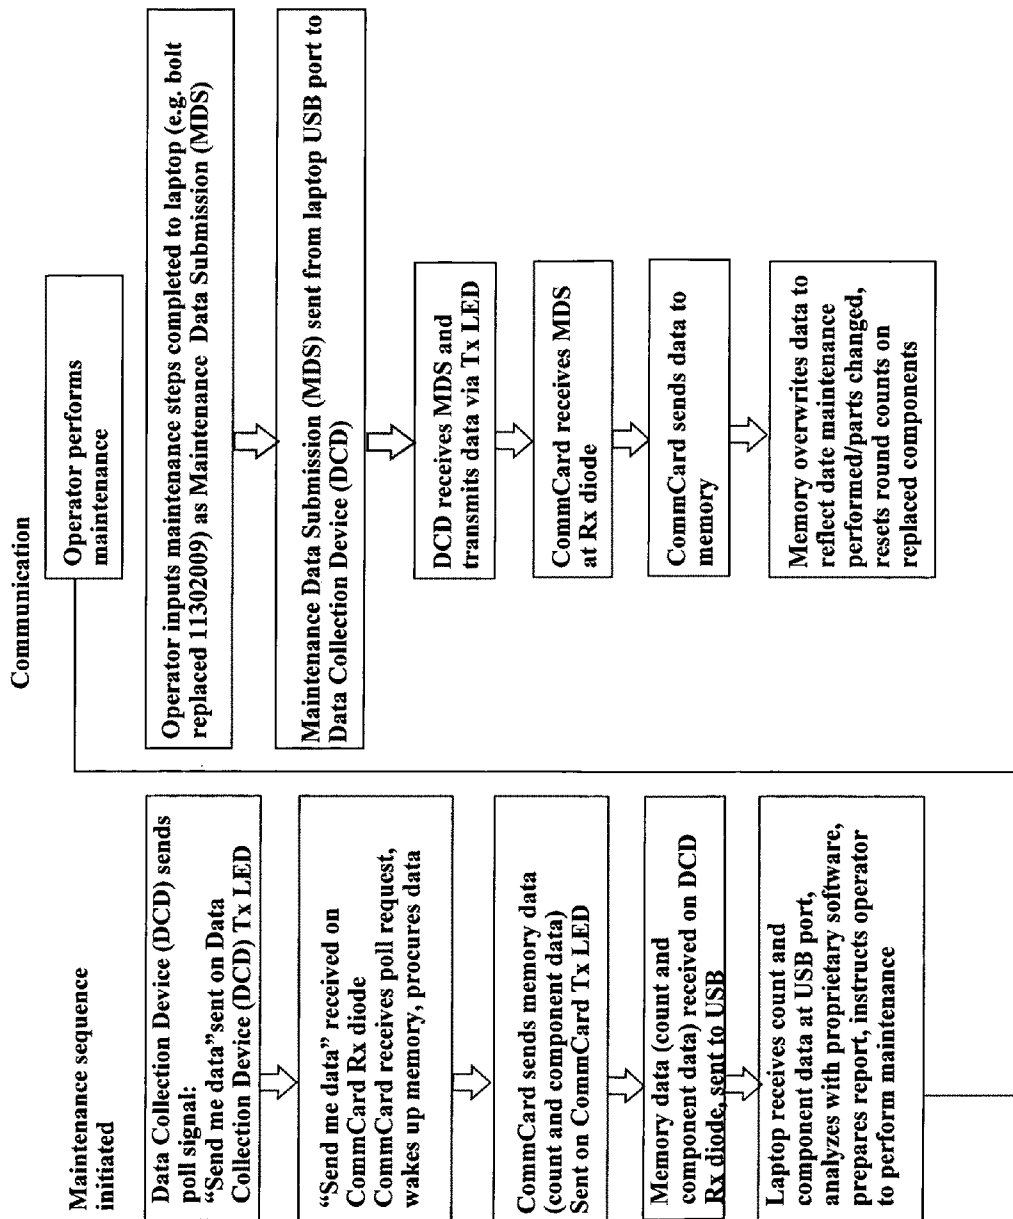 Communication
Maintenance sequence
initiated
Data Collection Device (DCD) sends
poll signal:
“Send me data”sent on Data
Collection Device (DCD) Tx LED
“Send me data” received on
CommCard Rx diode
CommCard receives poll request,
wakes up memory, procures data
CommCard sends memory data
(count and component data)
Sent on CommCard Tx LED
Memory data (count and
component data) received on DCD
Rx diode, sent to USB
Laptop receives count and
component data at USB port,
analyzes with proprietary software,
prepares report, instructs operator
to perform maintenance
Operator performs
maintenance
Operator inputs maintenance steps completed to laptop (e.g. bolt
replaced 11302009) as Maintenance Data Submission (MDS)
Maintenance Data Submission (MDS) sent from laptop USB port to
Data Collection Device (DCD)
DCD receives MDS and
transmits data via Tx LED
CommCard receives MDS
at Rx diode
CommCard sends data to
memory
Memory overwrites data to
reflect date maintenance
performed/parts changed,
resets round counts on
replaced components